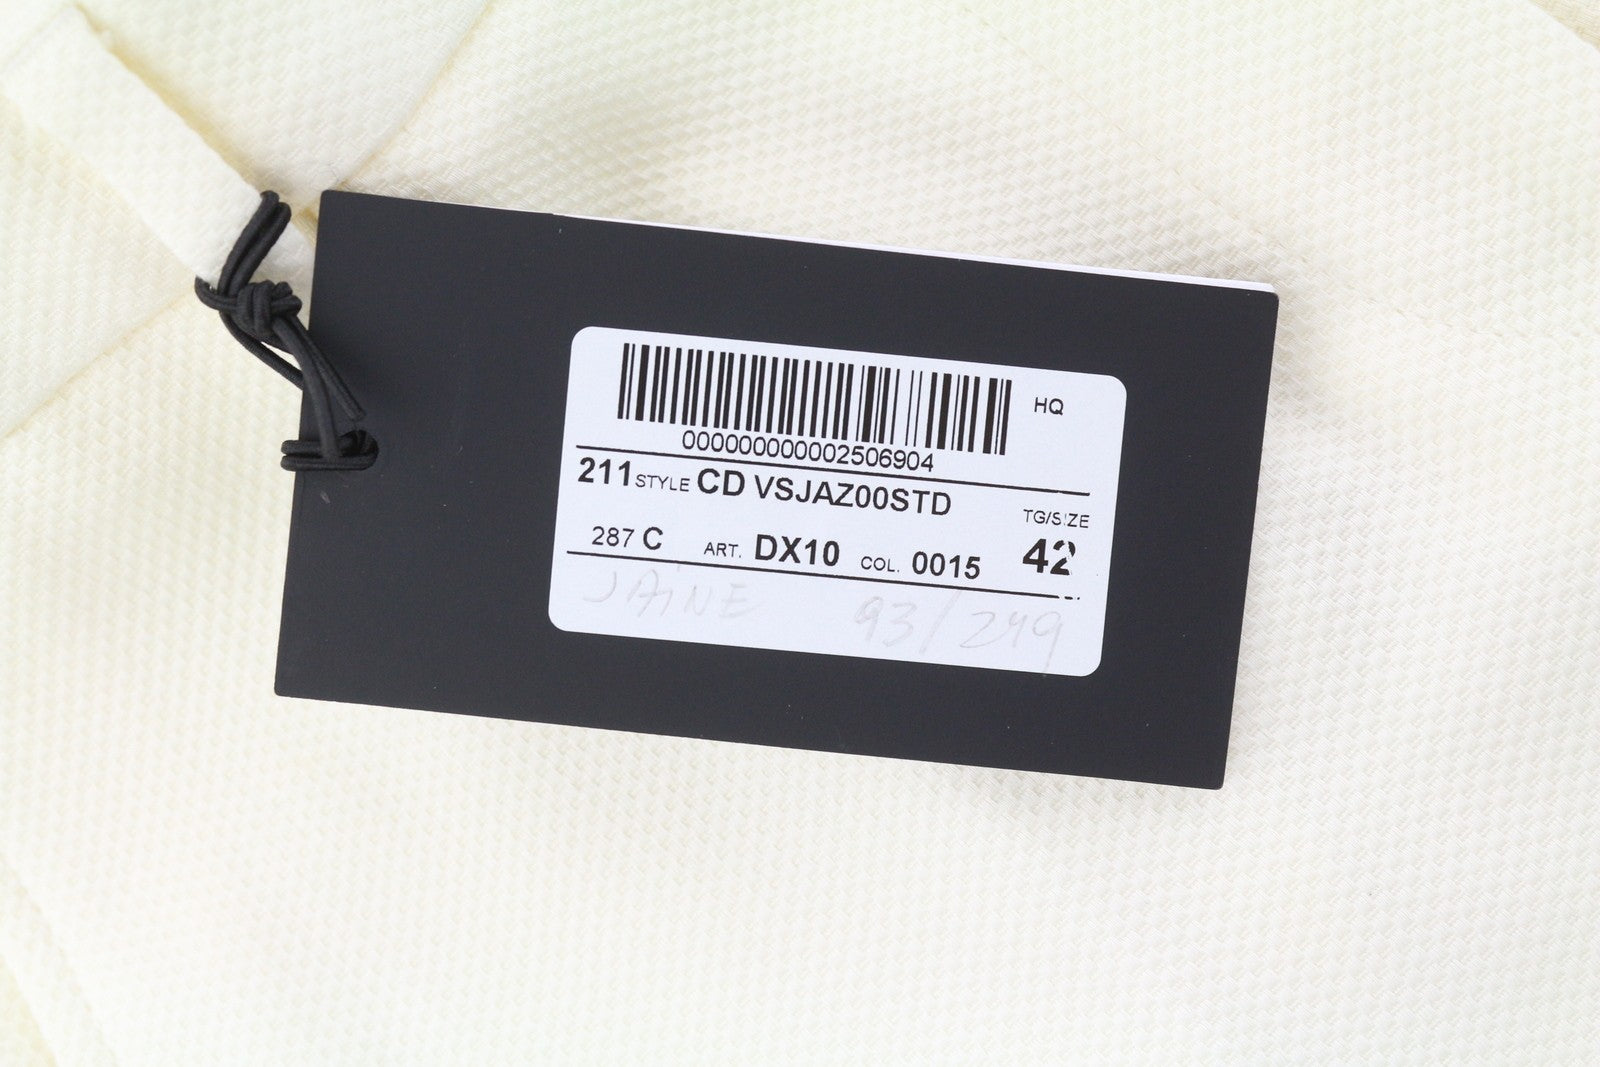 HQ
000000000002506904
211 STYLE CD VSJAZ00STD
TG/SIZE
287 C ART. DX10 COL. 0015 42
JAiNE 93/249